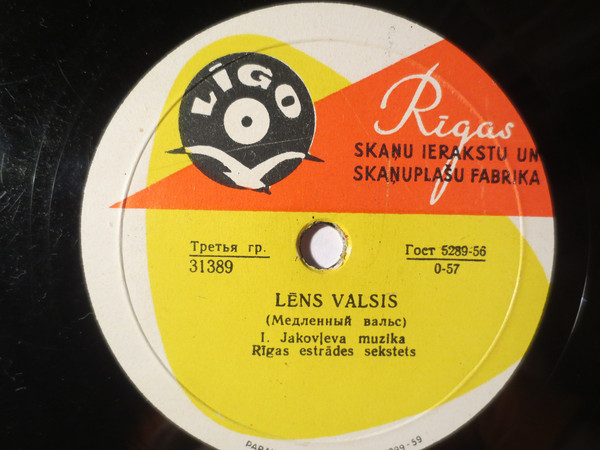 LĪGO
Rīgas
SKAŅU IERAKSTU UN
SKAŅUPLAŠU FABRIKA
Третья гр.
31389
Гост 5289-56
0-57
LĒNS VALSIS
(Медленный вальс)
I. Jakovļeva muzika
Rīgas estrādes sekstets